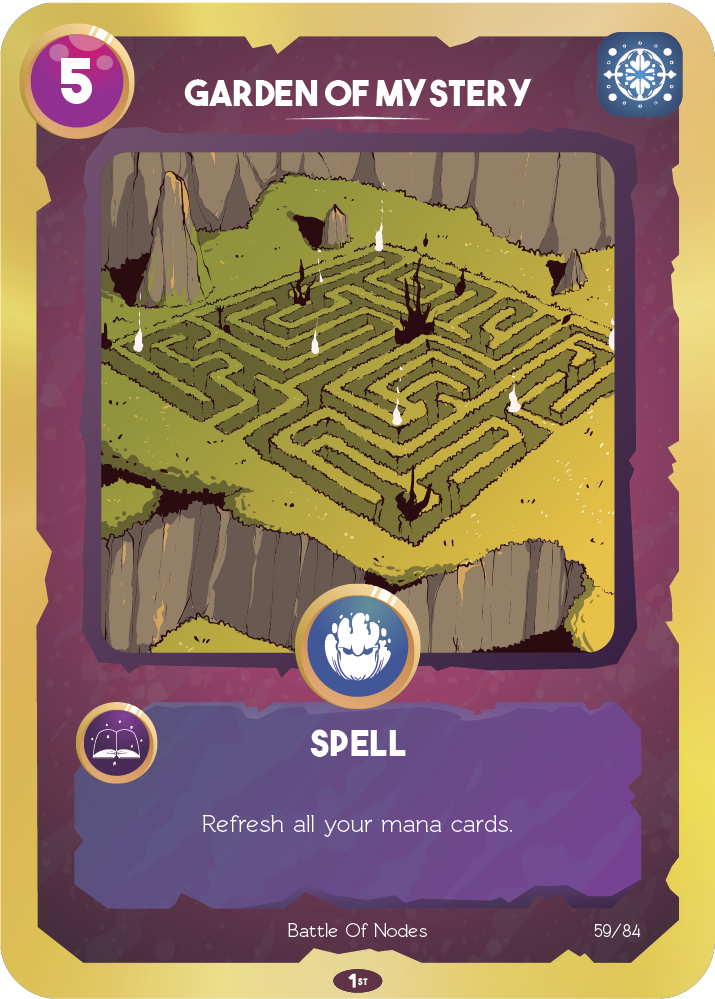 5
GARDEN OF MYSTERY
SPELL
Refresh all your mana cards.
Battle Of Nodes
59/84
1ST